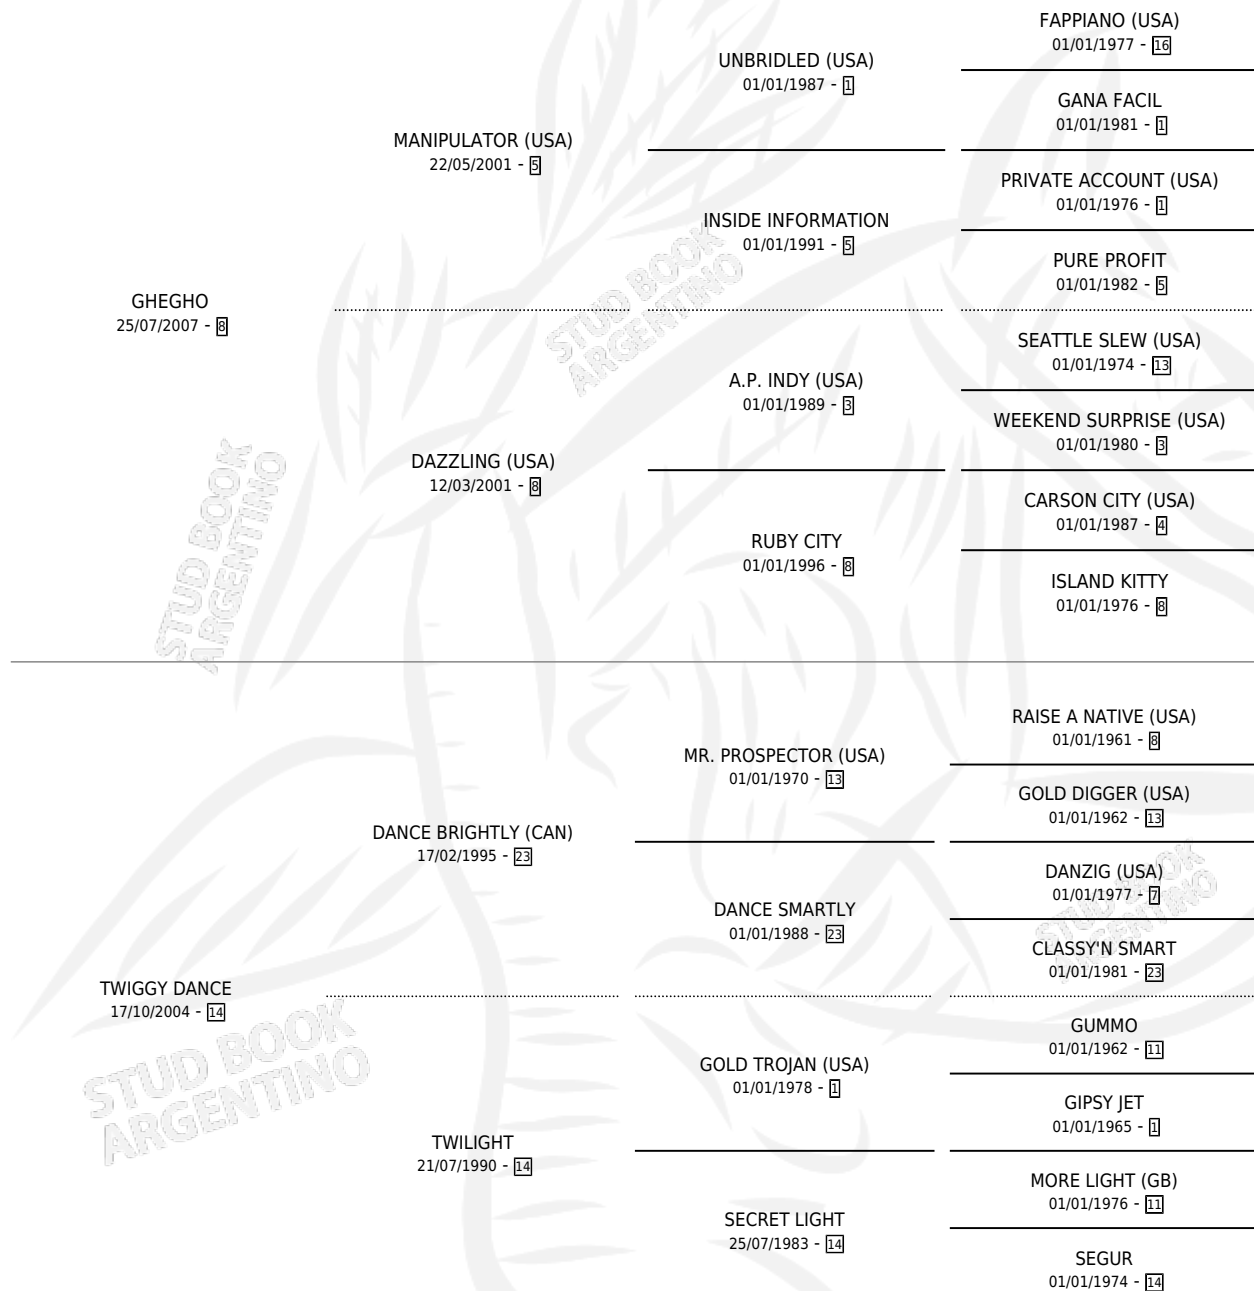 FAPPIANO (USA)
01/01/1977 - 16
UNBRIDLED (USA)
01/01/1987 - 1
GANA FACIL
01/01/1981 - 1
MANIPULATOR (USA)
22/05/2001 - 5
PRIVATE ACCOUNT (USA)
01/01/1976 - 1
INSIDE INFORMATION
01/01/1991 - 5
PURE PROFIT
01/01/1982 - 5
GHEGHO
25/07/2007 - 8
SEATTLE SLEW (USA)
01/01/1974 - 13
A.P. INDY (USA)
01/01/1989 - 3
WEEKEND SURPRISE (USA)
01/01/1980 - 3
DAZZLING (USA)
12/03/2001 - 8
CARSON CITY (USA)
01/01/1987 - 4
RUBY CITY
01/01/1996 - 8
ISLAND KITTY
01/01/1976 - 8
RAISE A NATIVE (USA)
01/01/1961 - 8
MR. PROSPECTOR (USA)
01/01/1970 - 13
GOLD DIGGER (USA)
01/01/1962 - 13
DANCE BRIGHTLY (CAN)
17/02/1995 - 23
DANZIG (USA)
01/01/1977 - 7
DANCE SMARTLY
01/01/1988 - 23
CLASSY'N SMART
01/01/1981 - 23
TWIGGY DANCE
17/10/2004 - 14
GUMMO
01/01/1962 - 11
GOLD TROJAN (USA)
01/01/1978 - 1
GIPSY JET
01/01/1965 - 1
TWILIGHT
21/07/1990 - 14
MORE LIGHT (GB)
01/01/1976 - 11
SECRET LIGHT
25/07/1983 - 14
SEGUR
01/01/1974 - 14
STUD BOOK
ARGENTINO
STUD BOOK
ARGENTINO
STUD BOOK
ARGENTINO
STUD BOOK
ARGENTINO